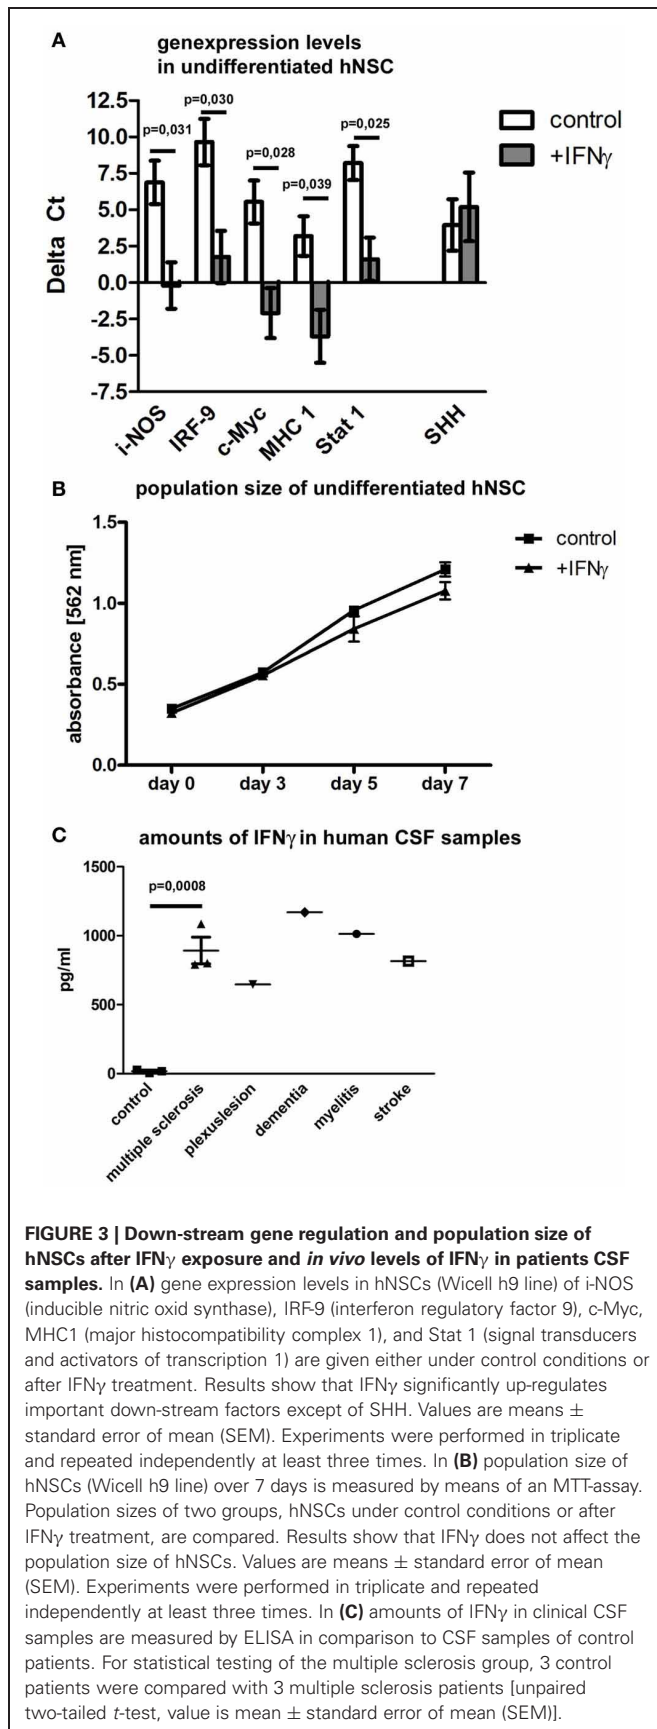 A
genexpression levels
in undifferentiated hNSC
12.5
10.0
7.5
5.0
2.5
0.0
-2.5
-5.0
-7.5
Delta Ct
p=0,031
p=0,030
p=0,028
p=0,039
p=0,025
control
+IFNγ
i-NOS
IRF-9
c-Myc
MHC 1
Stat 1
SHH
B
population size of undifferentiated hNSC
1.5
1.0
0.5
0.0
absorbance [562 nm]
control
+IFNγ
day 0
day 3
day 5
day 7
C
amounts of IFNγ in human CSF samples
1500
1000
500
0
pg/ml
p=0,0008
control
multiple sclerosis
plexuslesion
dementia
myelitis
stroke
FIGURE 3 | Down-stream gene regulation and population size of
hNSCs after IFNγ exposure and in vivo levels of IFNγ in patients CSF
samples. In (A) gene expression levels in hNSCs (Wicell h9 line) of i-NOS
(inducible nitric oxid synthase), IRF-9 (interferon regulatory factor 9), c-Myc,
MHC1 (major histocompatibility complex 1), and Stat 1 (signal transducers
and activators of transcription 1) are given either under control conditions or
after IFNγ treatment. Results show that IFNγ significantly up-regulates
important down-stream factors except of SHH. Values are means ±
standard error of mean (SEM). Experiments were performed in triplicate
and repeated independently at least three times. In (B) population size of
hNSCs (Wicell h9 line) over 7 days is measured by means of an MTT-assay.
Population sizes of two groups, hNSCs under control conditions or after
IFNγ treatment, are compared. Results show that IFNγ does not affect the
population size of hNSCs. Values are means ± standard error of mean
(SEM). Experiments were performed in triplicate and repeated
independently at least three times. In (C) amounts of IFNγ in clinical CSF
samples are measured by ELISA in comparison to CSF samples of control
patients. For statistical testing of the multiple sclerosis group, 3 control
patients were compared with 3 multiple sclerosis patients [unpaired
two-tailed t-test, value is mean ± standard error of mean (SEM)].